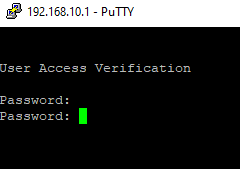 192.168.10.1 - PuTTY
User Access Verification
Password:
Password: